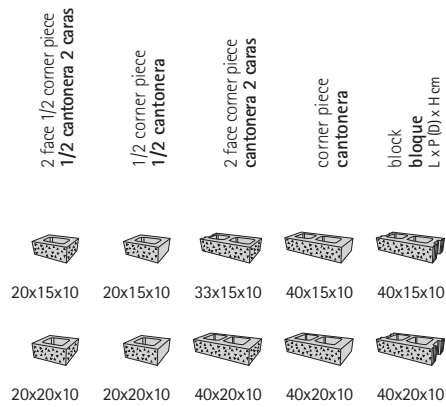 2 face 1/2 corner piece
1/2 cantonera 2 caras
1/2 corner piece
1/2 cantonera
2 face corner piece
cantonera 2 caras
corner piece
cantonera
block
bloque
L x P (D) x H cm
20x15x10 20x15x10 33x15x10 40x15x10 40x15x10
20x20x10 20x20x10 40x20x10 40x20x10 40x20x10